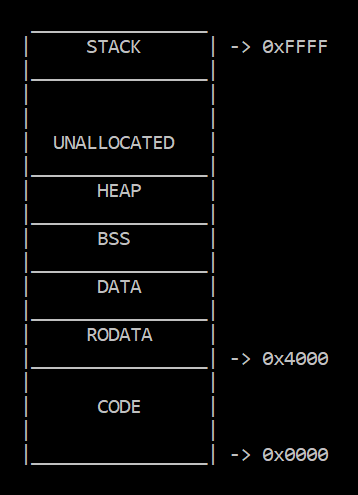 STACK -> 0xFFFF
UNALLOCATED
HEAP
BSS
DATA
RODATA
-> 0x4000
CODE
-> 0x0000